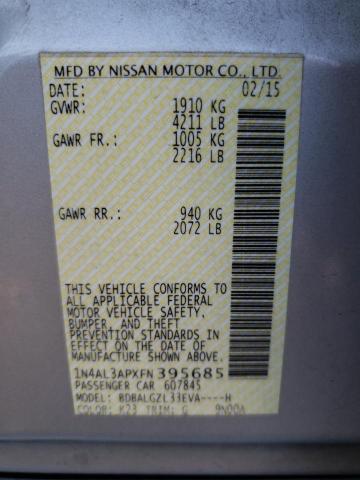 MFD BY NISSAN MOTOR CO., LTD.
DATE: 02/15
GVWR: 1910 KG
4211 LB
GAWR FR.: 1005 KG
2216 LB
GAWR RR.: 940 KG
2072 LB
THIS VEHICLE CONFORMS TO
ALL APPLICABLE FEDERAL
MOTOR VEHICLE SAFETY,
BUMPER, AND THEFT
PREVENTION STANDARDS
IN EFFECT ON THE DATE OF
MANUFACTURE SHOWN ABOVE.
1N4AL3APXFN395685
PASSENGER CAR 607845
MODEL: BDBALGZL33EVA----H
COLOR: K23 TRIM: G 9N00A